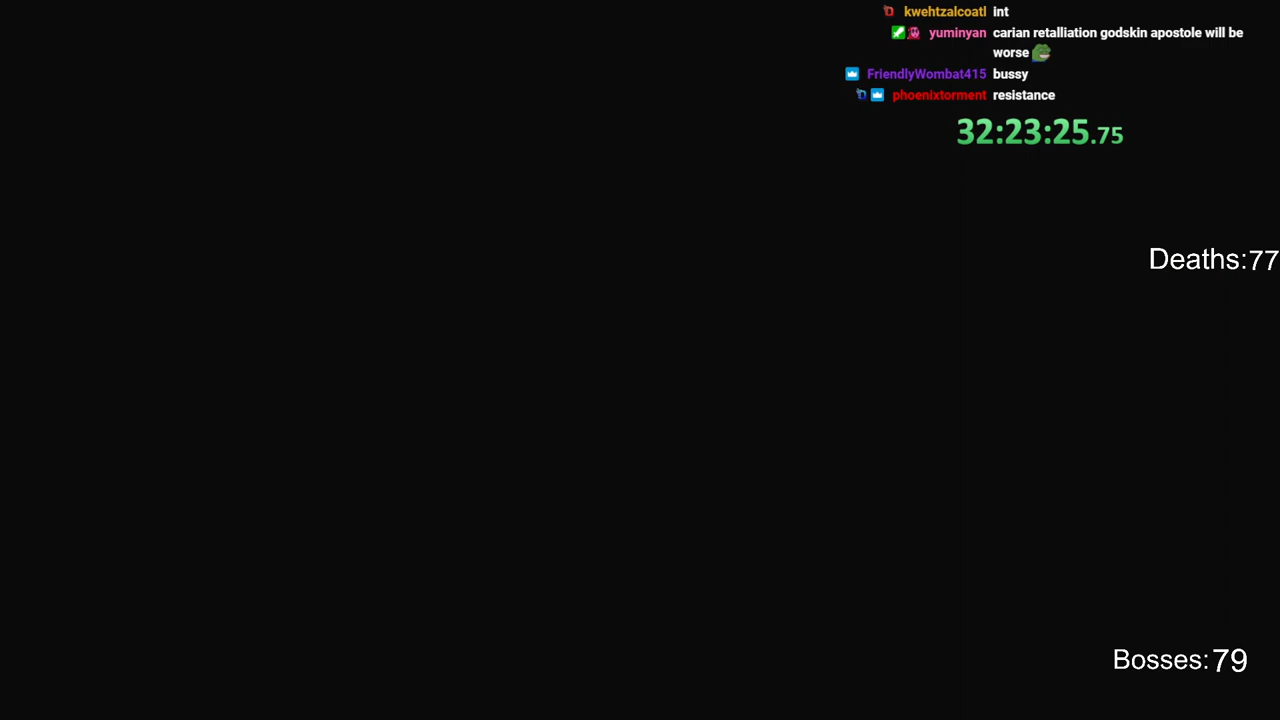 kwehtzalcoatl int
yuminyan carian retalliation godskin apostole will be
worse
FriendlyWombat415 bussy
phoenixtorment resistance
32:23:25.75
Deaths:77
Bosses:79